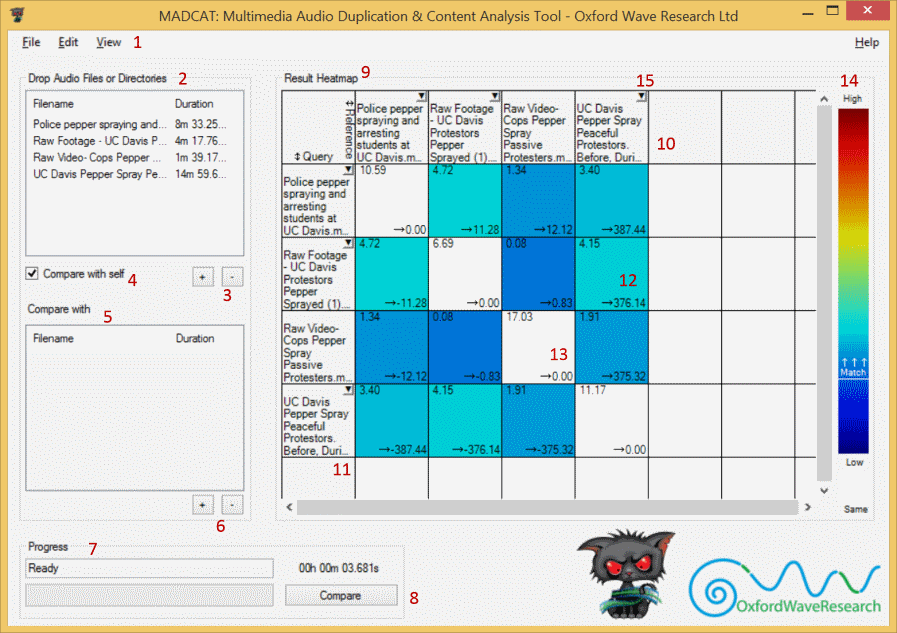 MADCAT: Multimedia Audio Duplication & Content Analysis Tool - Oxford Wave Research Ltd
File Edit View 1 Help
Drop Audio Files or Directories 2
Filename Duration
Police pepper spraying and... 8m 33.25...
Raw Footage - UC Davis P... 4m 17.76...
Raw Video- Cops Pepper ... 1m 39.17...
UC Davis Pepper Spray Pe... 14m 59.6...
Compare with self 4
+ -
3
Compare with
5
Filename Duration
+ -
6
Progress
7
Ready
00h 00m 03.681s
Compare 8
Result Heatmap 9
15
14
10
↔Reference
↕Query
Police pepper
spraying and
arresting
students at
UC Davis.m...
Raw Footage
- UC Davis
Protestors
Pepper
Sprayed (1)....
Raw Video-
Cops Pepper
Spray
Passive
Protesters.m...
UC Davis
Pepper Spray
Peaceful
Protestors.
Before, Duri...
Police pepper
spraying and
arresting
students at
UC Davis.m...
10.59 4.72 1.34 3.40
→0.00 →11.28 →12.12 →387.44
Raw Footage
- UC Davis
Protestors
Pepper
Sprayed (1)....
4.72 6.69 0.08 4.15
12
→-11.28 →0.00 →0.83 →376.14
Raw Video-
Cops Pepper
Spray
Passive
Protesters.m...
1.34 0.08 17.03 1.91
13
→-12.12 →-0.83 →0.00 →375.32
UC Davis
Pepper Spray
Peaceful
Protestors.
Before, Duri...
3.40 4.15 1.91 11.17
→-387.44 →-376.14 →-375.32 →0.00
11
High
↑↑↑
Match
Low
Same
OxfordWaveResearch